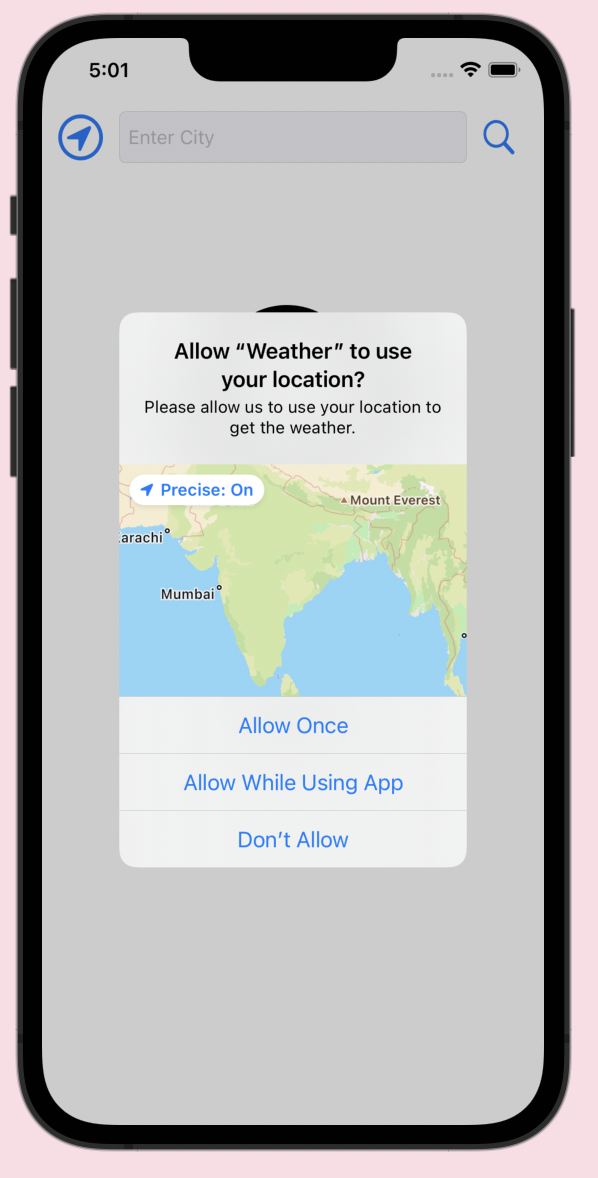 5:01
Enter City
Allow “Weather” to use
your location?
Please allow us to use your location to
get the weather.
Precise: On
Mount Everest
arachi
Mumbai
Allow Once
Allow While Using App
Don’t Allow